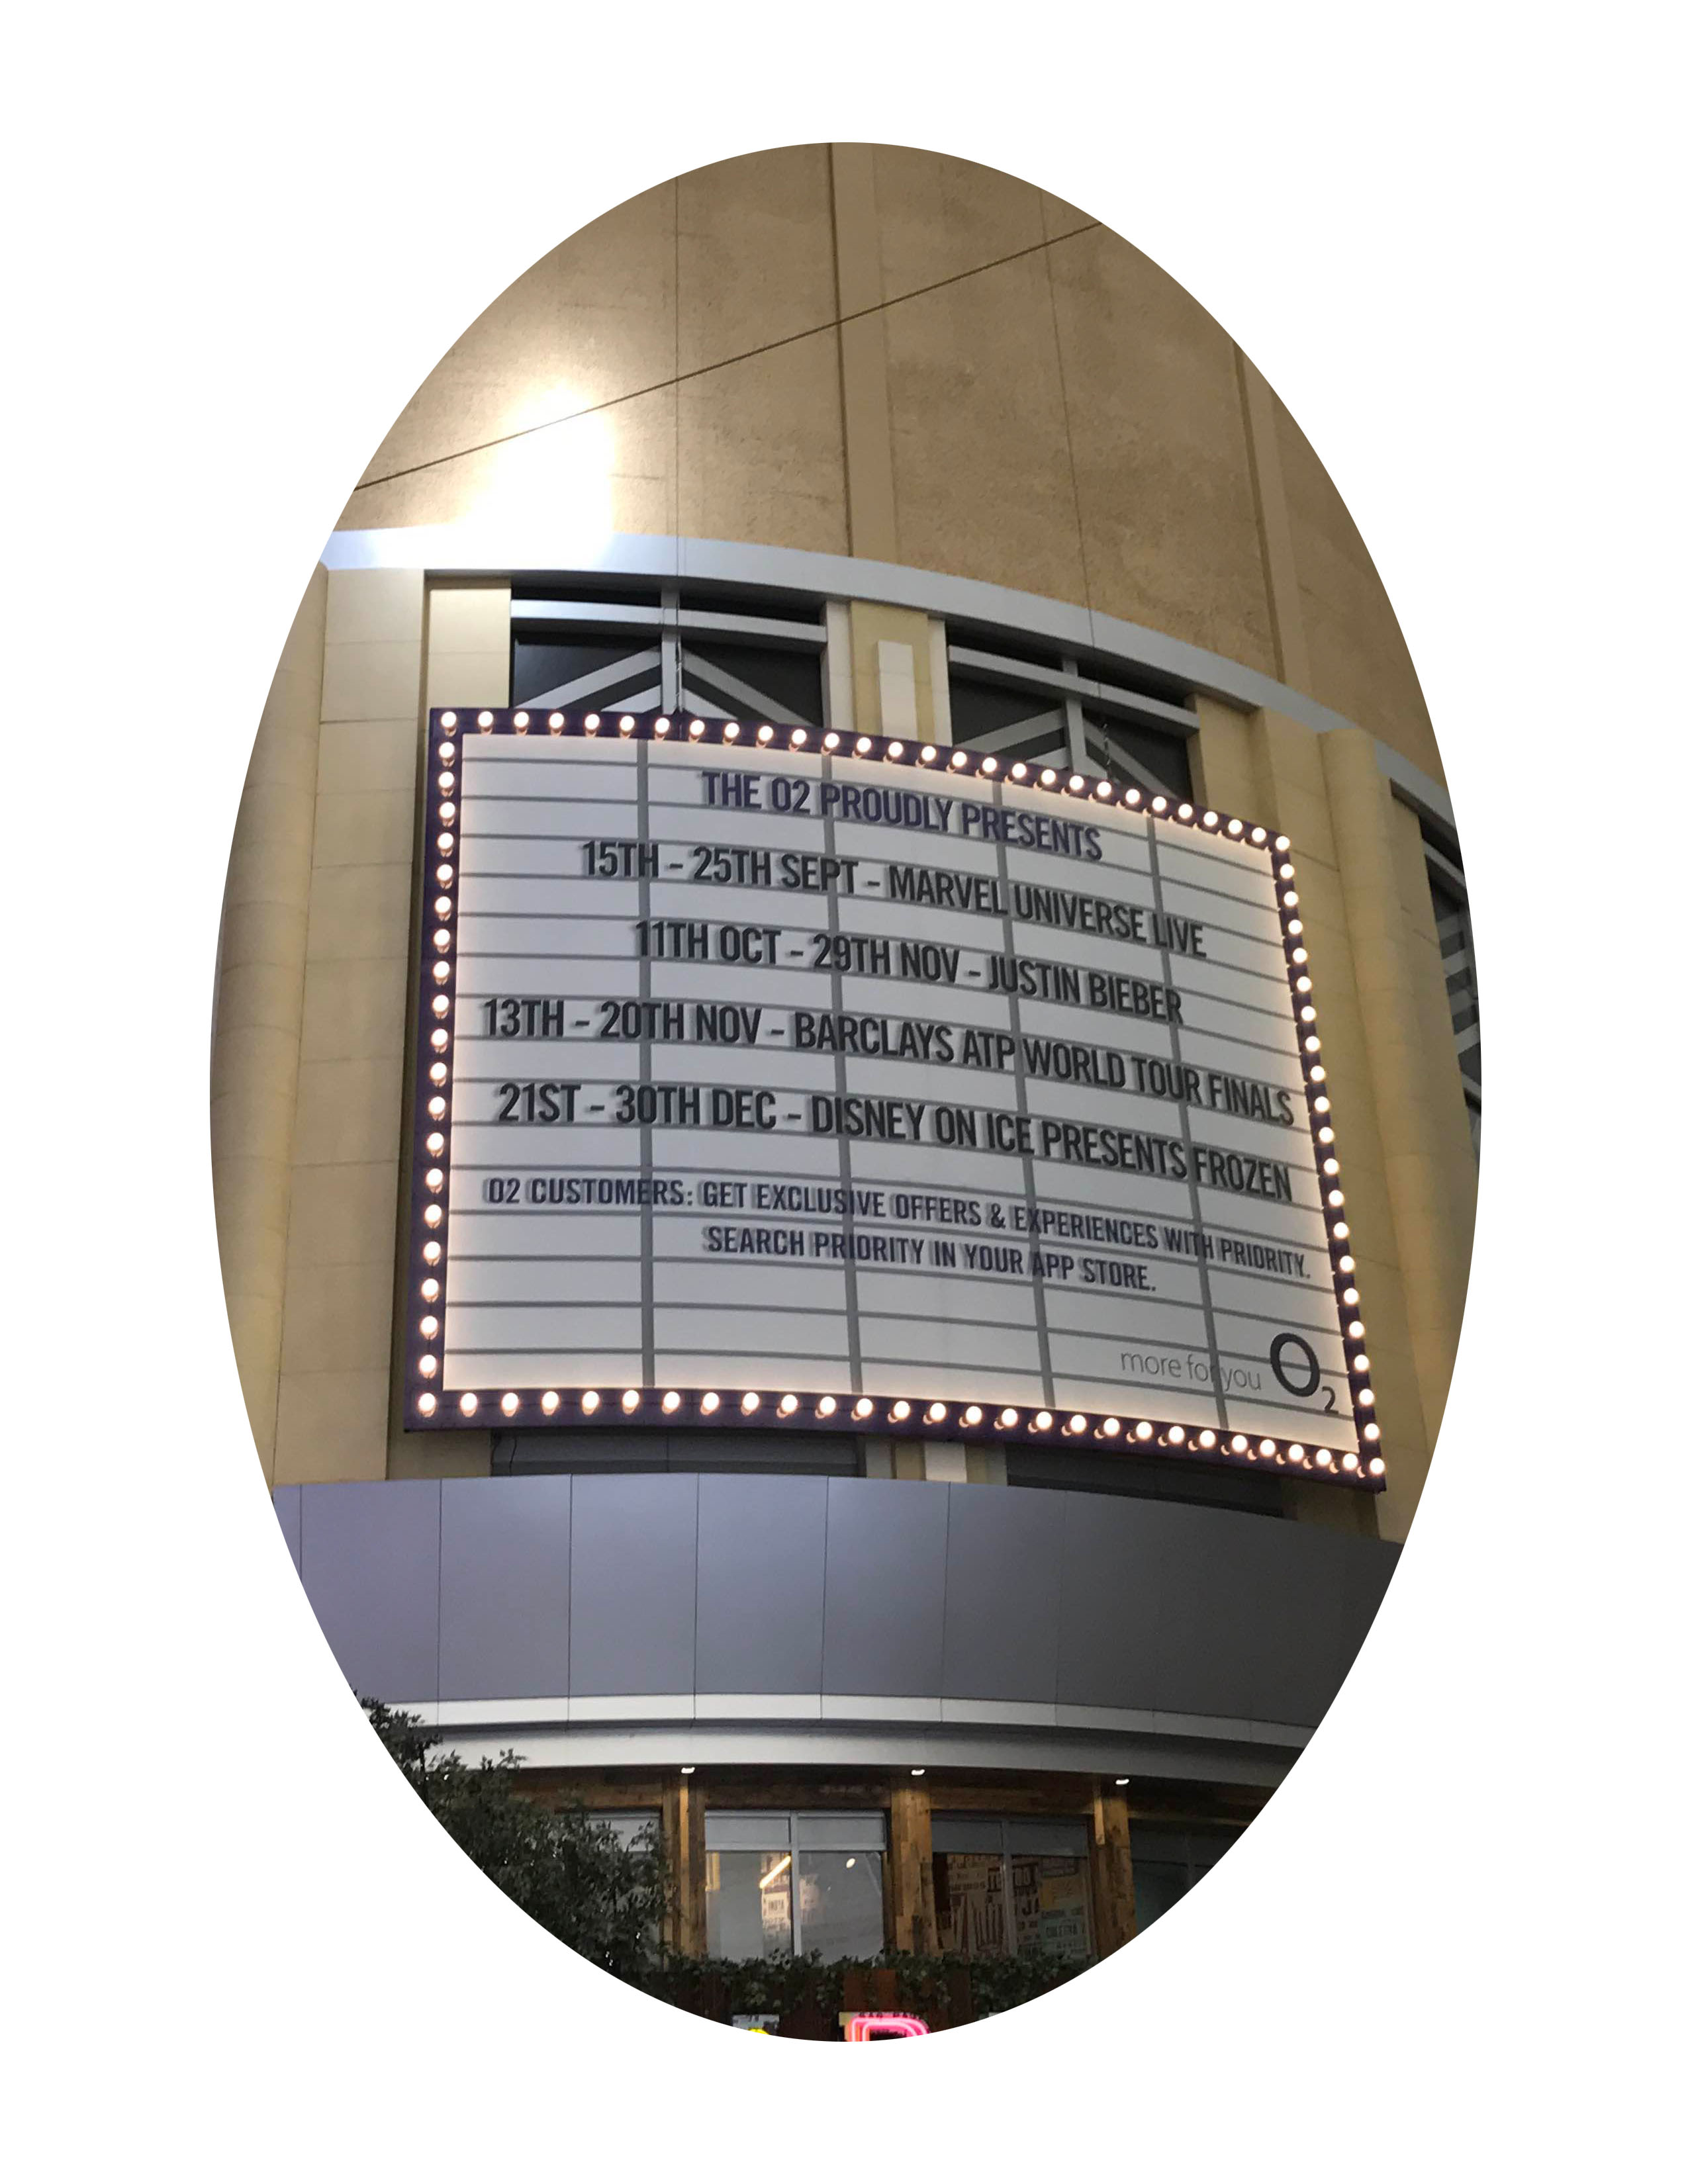 THE O2 PROUDLY PRESENTS
15TH - 25TH SEPT - MARVEL UNIVERSE LIVE
11TH OCT - 29TH NOV - JUSTIN BIEBER
13TH - 20TH NOV - BARCLAYS ATP WORLD TOUR FINALS
21ST - 30TH DEC - DISNEY ON ICE PRESENTS FROZEN
O2 CUSTOMERS: GET EXCLUSIVE OFFERS & EXPERIENCES WITH PRIORITY.
SEARCH PRIORITY IN YOUR APP STORE.
more for you O2